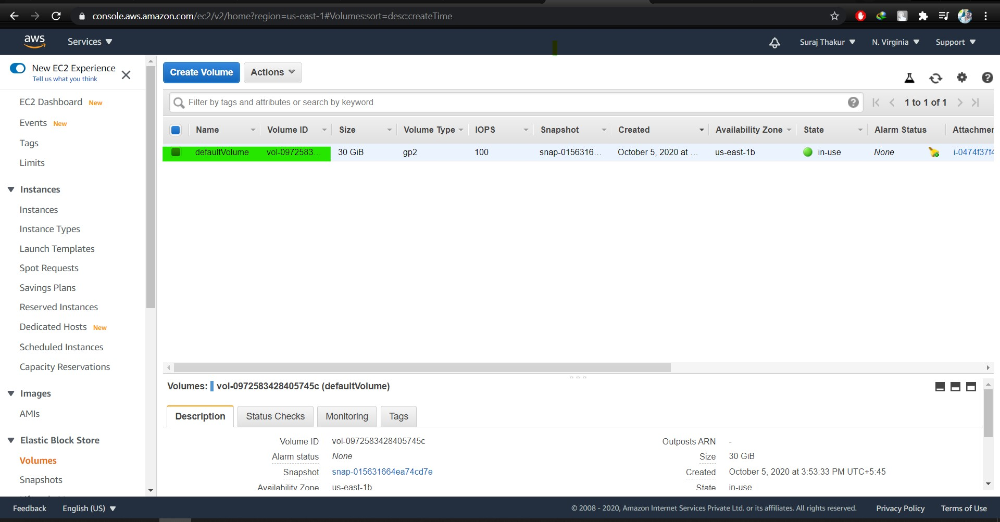 console.aws.amazon.com/ec2/v2/home?region=us-east-1#Volumes:sort=desc:createTime
aws Services Suraj Thakur N. Virginia Support
New EC2 Experience
Tell us what you think
EC2 Dashboard New
Events New
Tags
Limits
Instances
Instances
Instance Types
Launch Templates
Spot Requests
Savings Plans
Reserved Instances
Dedicated Hosts New
Scheduled Instances
Capacity Reservations
Images
AMIs
Elastic Block Store
Volumes
Snapshots
Create Volume Actions
Filter by tags and attributes or search by keyword 1 to 1 of 1
Name Volume ID Size Volume Type IOPS Snapshot Created Availability Zone State Alarm Status Attachmer
defaultVolume vol-0972583... 30 GiB gp2 100 snap-0156316... October 5, 2020 at ... us-east-1b in-use None i-0474f37f4
Volumes: vol-0972583428405745c (defaultVolume)
Description Status Checks Monitoring Tags
Volume ID vol-0972583428405745c Outposts ARN -
Alarm status None Size 30 GiB
Snapshot snap-015631664ea74cd7e Created October 5, 2020 at 3:53:33 PM UTC+5:45
Availability Zone us-east-1b State in-use
Feedback English (US) © 2008 - 2020, Amazon Internet Services Private Ltd. or its affiliates. All rights reserved. Privacy Policy Terms of Use